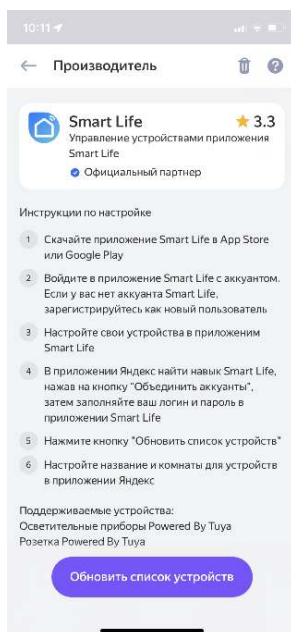 10:11
Производитель
Smart Life
3.3
Управление устройствами приложения
Smart Life
Официальный партнер
Инструкции по настройке
1 Скачайте приложение Smart Life в App Store
или Google Play
2 Войдите в приложение Smart Life с аккуантом.
Если у вас нет аккуанта Smart Life,
зарегистрируйтесь как новый пользователь
3 Настройте свои устройства в приложеним
Smart Life
4 В приложении Яндекс найти навык Smart Life,
нажав на кнопку "Объединить аккуанты",
затем заполняйте ваш логин и пароль в
приложении Smart Life
5 Нажмите кнопку "Обновить список устройств"
6 Настройте название и комнаты для устройств
в приложении Яндекс
Поддерживаемые устройства:
Осветительные приборы Powered By Tuya
Розетка Powered By Tuya
Обновить список устройств